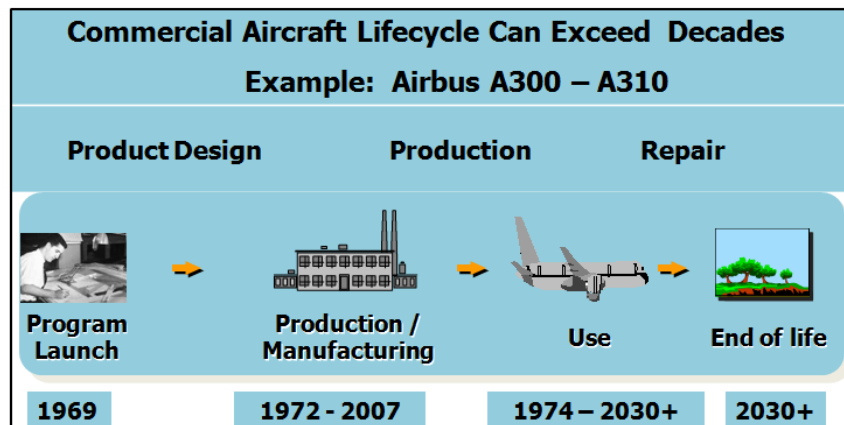 Commercial Aircraft Lifecycle Can Exceed Decades
Example: Airbus A300 – A310
Product Design Production Repair
Program
Launch
Production /
Manufacturing
Use
End of life
1969
1972 - 2007
1974 – 2030+
2030+